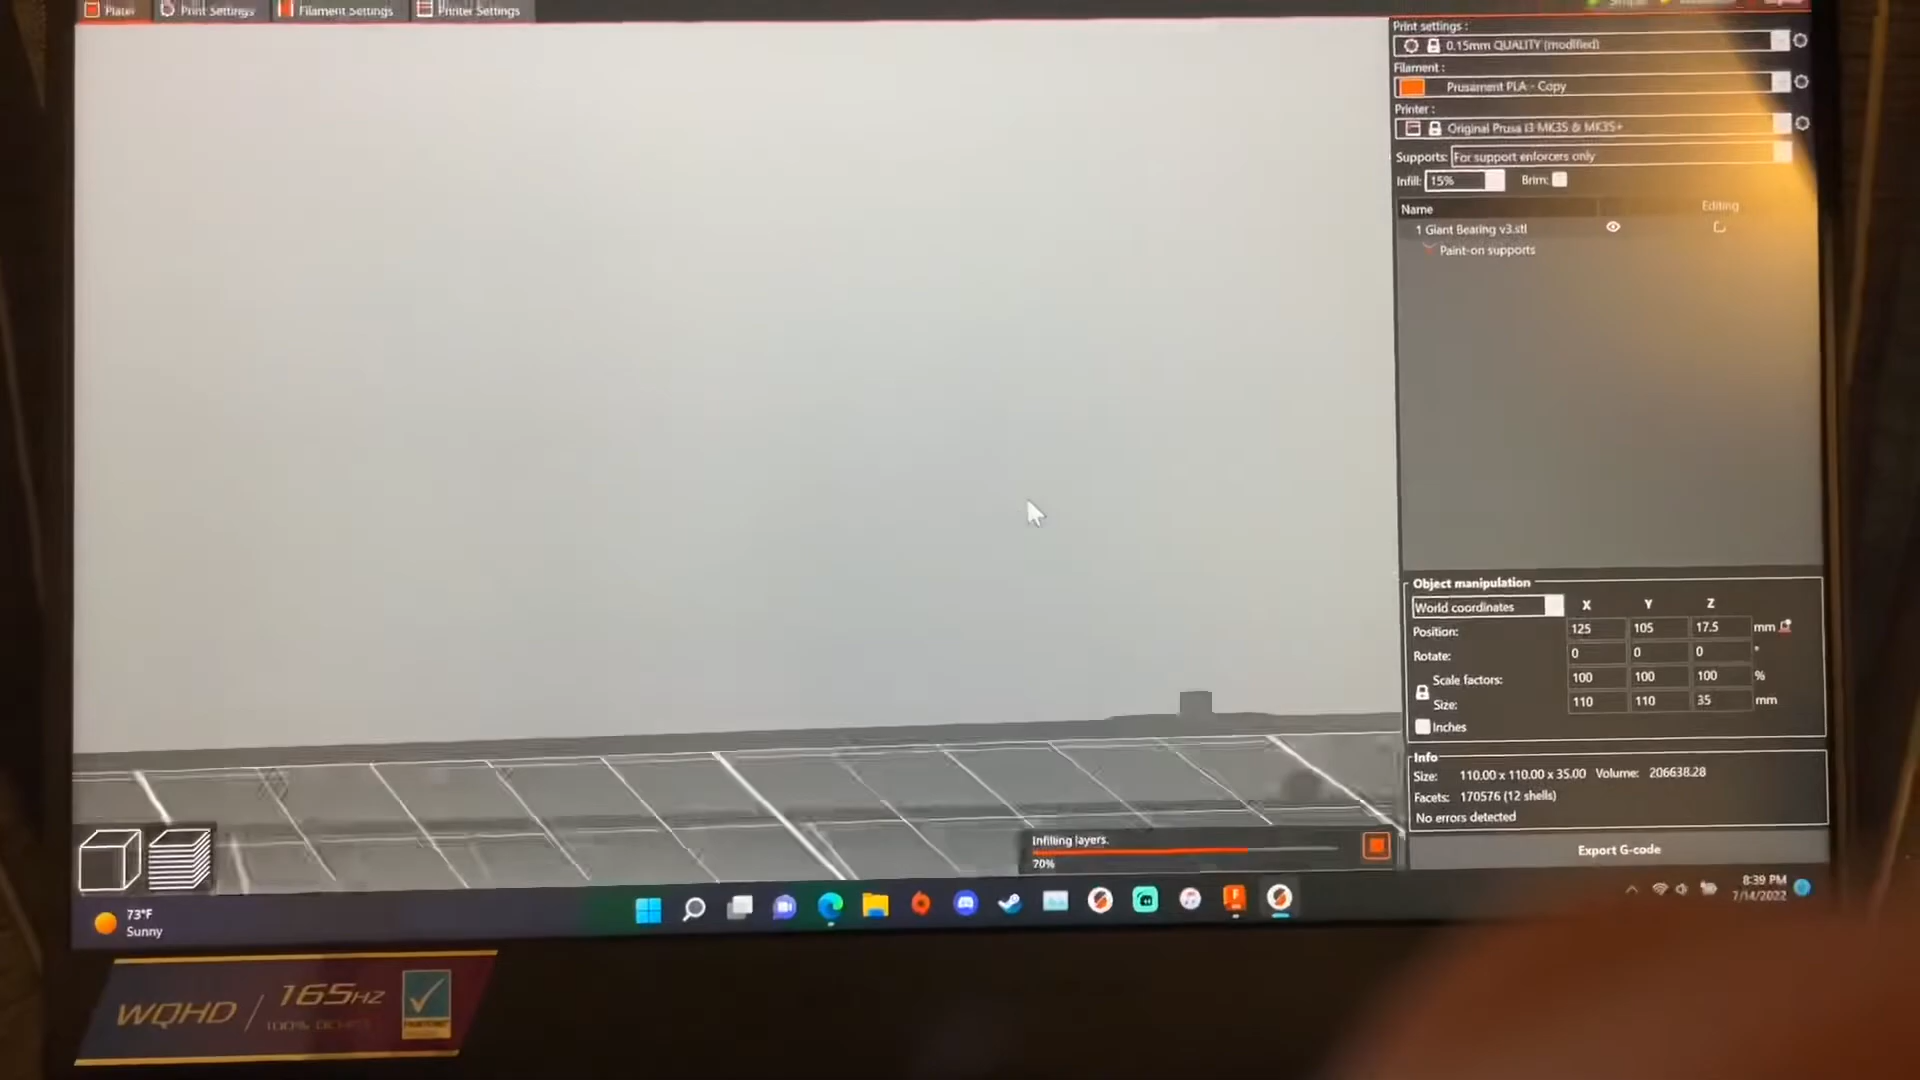 Plater Print Settings Filament Settings Printer Settings
Print settings :
0.15mm QUALITY (modified)
Filament :
Prusament PLA - Copy
Printer :
Original Prusa i3 MK3S & MK3S+
Supports: For support enforcers only
Infill: 15% Brim:
Name Editing
1 Giant Bearing v3.stl
Paint-on supports
Object manipulation
World coordinates X Y Z
Position: 125 105 17.5 mm
Rotate: 0 0 0 °
Scale factors: 100 100 100 %
Size: 110 110 35 mm
Inches
Info
Size: 110.00 x 110.00 x 35.00 Volume: 206638.28
Facets: 170576 (12 shells)
No errors detected
Infilling layers.
70%
Export G-code
73°F
Sunny
8:39 PM
7/14/2022
WQHD / 165HZ